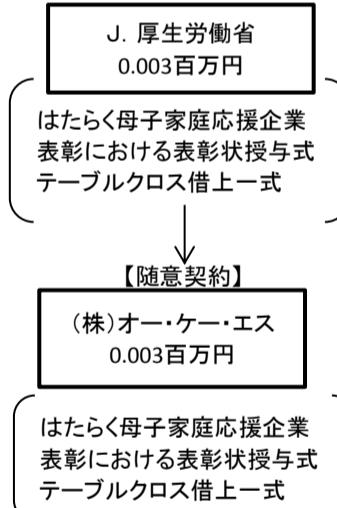 J. 厚生労働省
0.003百万円
はたらく母子家庭応援企業
表彰における表彰状授与式
テーブルクロス借上一式
【随意契約】
(株)オー・ケー・エス
0.003百万円
はたらく母子家庭応援企業
表彰における表彰状授与式
テーブルクロス借上一式